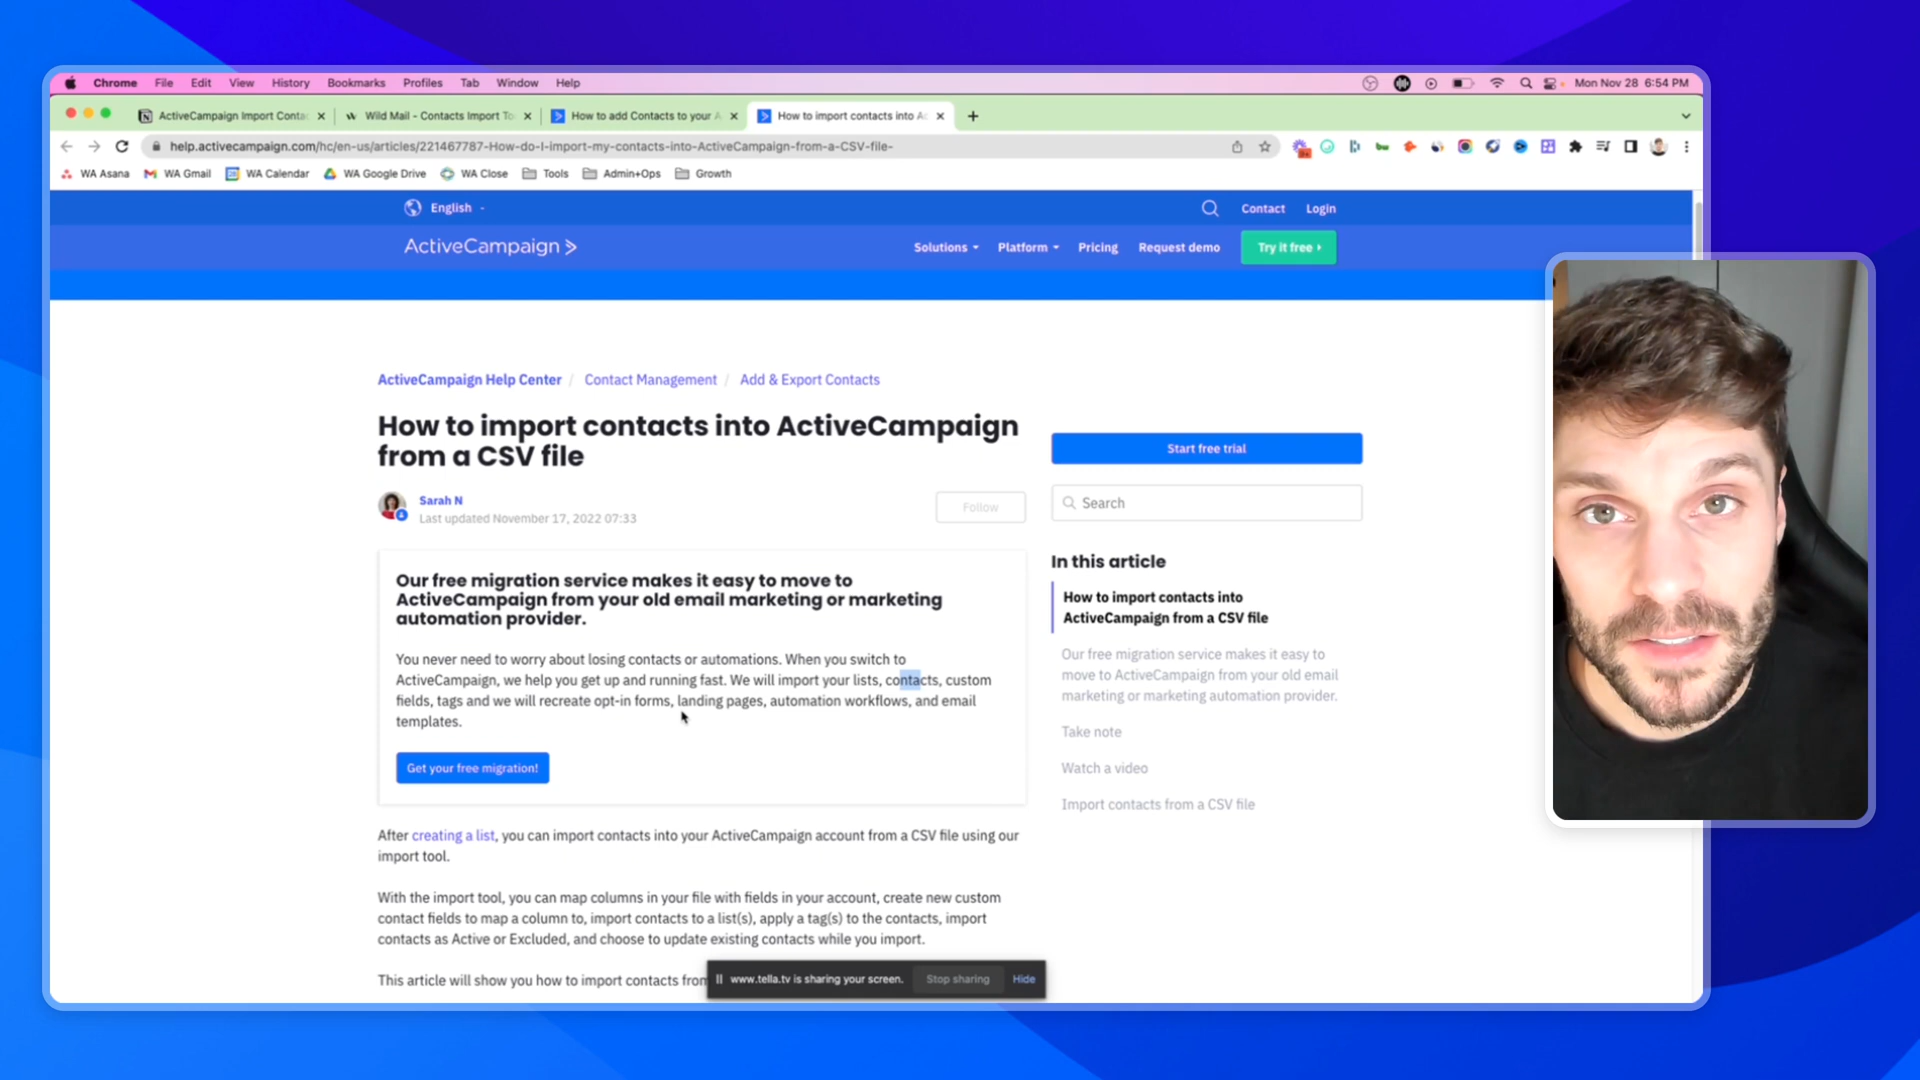 Chrome File Edit View History Bookmarks Profiles Tab Window Help Mon Nov 28 6:54 PM
ActiveCampaign Import Conta Wild Mail - Contacts Import To How to add Contacts to your A How to import contacts into Ac
help.activecampaign.com/hc/en-us/articles/221467787-How-do-I-import-my-contacts-into-ActiveCampaign-from-a-CSV-file-
WA Asana WA Gmail WA Calendar WA Google Drive WA Close Tools Admin+Ops Growth
English Contact Login
ActiveCampaign > Solutions Platform Pricing Request demo Try it free
ActiveCampaign Help Center / Contact Management / Add & Export Contacts
How to import contacts into ActiveCampaign
from a CSV file
Sarah N
Last updated November 17, 2022 07:33
Follow
Our free migration service makes it easy to move to
ActiveCampaign from your old email marketing or marketing
automation provider.
You never need to worry about losing contacts or automations. When you switch to
ActiveCampaign, we help you get up and running fast. We will import your lists, contacts, custom
fields, tags and we will recreate opt-in forms, landing pages, automation workflows, and email
templates.
Get your free migration!
After creating a list, you can import contacts into your ActiveCampaign account from a CSV file using our
import tool.
With the import tool, you can map columns in your file with fields in your account, create new custom
contact fields to map a column to, import contacts to a list(s), apply a tag(s) to the contacts, import
contacts as Active or Excluded, and choose to update existing contacts while you import.
This article will show you how to import contacts from
Start free trial
Search
In this article
How to import contacts into
ActiveCampaign from a CSV file
Our free migration service makes it easy to
move to ActiveCampaign from your old email
marketing or marketing automation provider.
Take note
Watch a video
Import contacts from a CSV file
www.tella.tv is sharing your screen. Stop sharing Hide